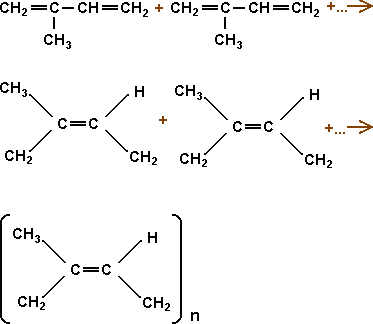 CH₂=C-CH=CH₂ + CH₂=C-CH=CH₂ +...→
CH₃ CH₃
CH₃ H CH₃ H
C=C + C=C +...→
CH₂ CH₂ CH₂ CH₂
CH₃ H
C=C
CH₂ CH₂
n